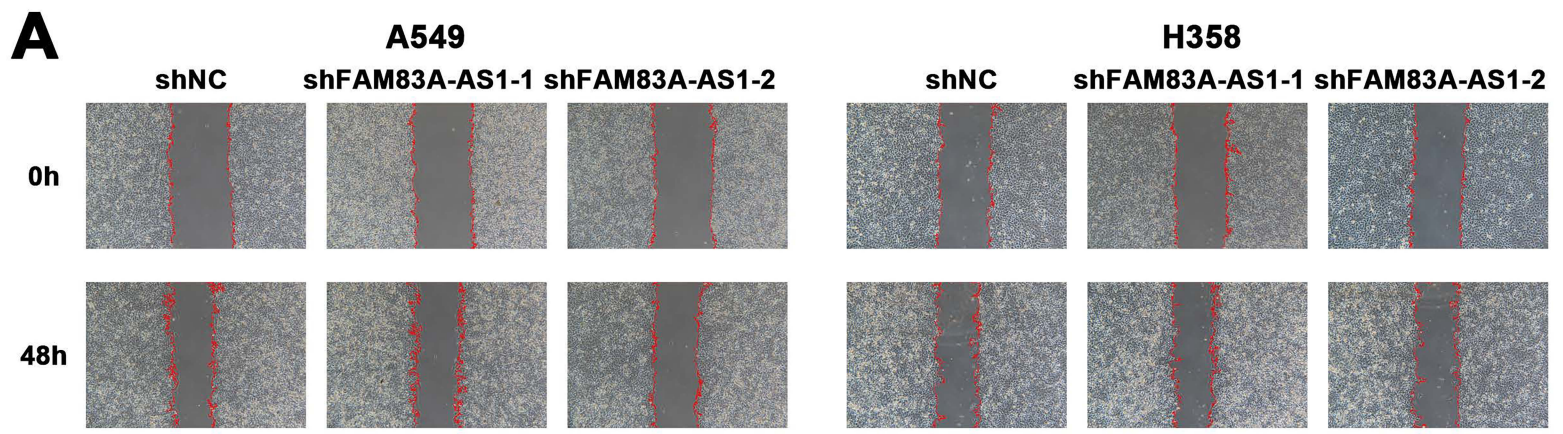 A
A549
H358
shNC shFAM83A-AS1-1 shFAM83A-AS1-2 shNC shFAM83A-AS1-1 shFAM83A-AS1-2
0h
48h